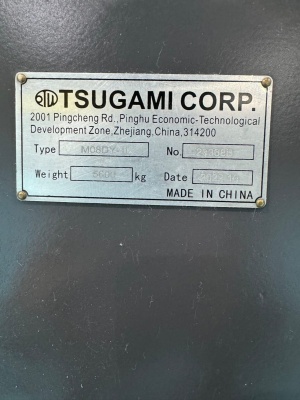 TSUGAMI CORP.
2001 Pingcheng Rd.,Pinghu Economic-Technological
Development Zone,Zhejiang,China,314200
Type No.
Weight kg Date
MADE IN CHINA